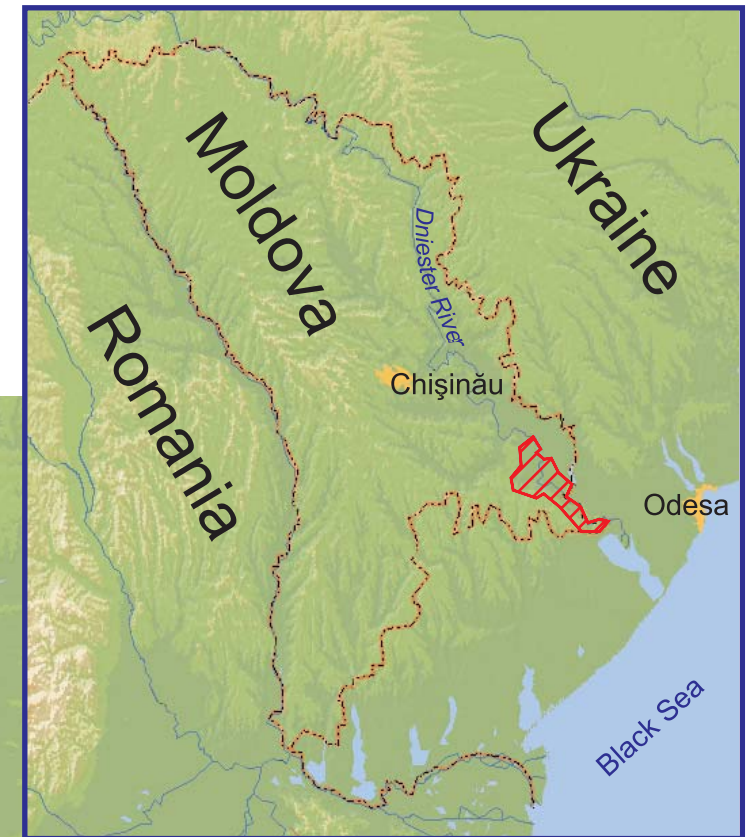 Moldova
Ukraine
Dniester River
Romania
Chişinău
Odesa
Black Sea